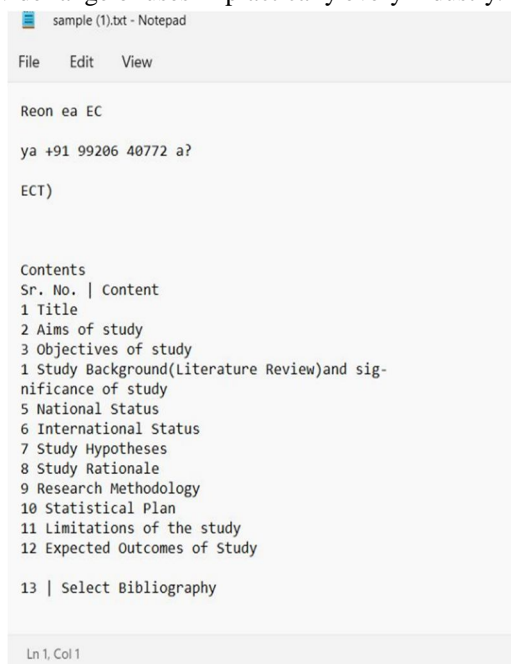 sample (1).txt - Notepad
File Edit View
Reon ea EC
ya +91 99206 40772 a?
ECT)
Contents
Sr. No. | Content
1 Title
2 Aims of study
3 Objectives of study
1 Study Background(Literature Review)and sig-
nificance of study
5 National Status
6 International Status
7 Study Hypotheses
8 Study Rationale
9 Research Methodology
10 Statistical Plan
11 Limitations of the study
12 Expected Outcomes of Study
13 | Select Bibliography
Ln 1, Col 1